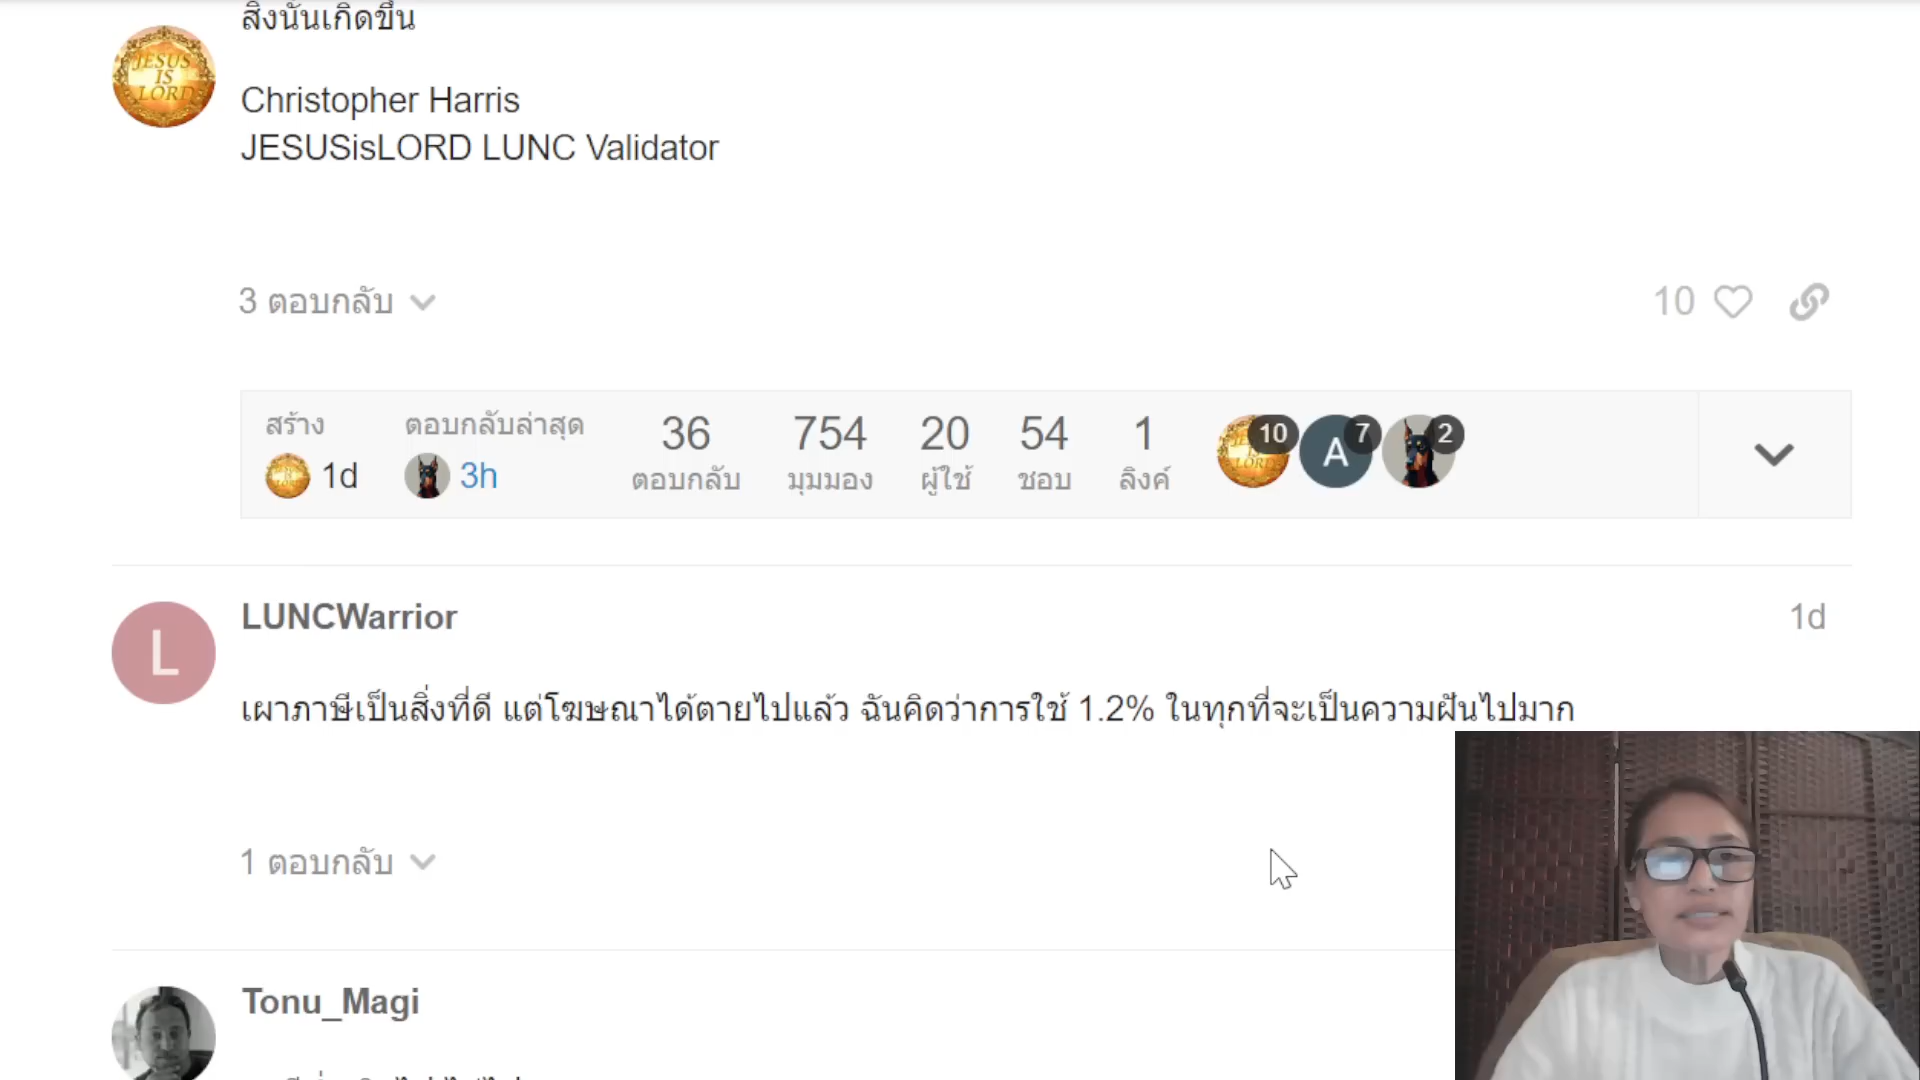 สิ่งนั้นเกิดขึ้น
JESUS
IS
LORD
Christopher Harris
JESUSisLORD LUNC Validator
3 ตอบกลับ
10
สร้าง
1d
ตอบกลับล่าสุด
3h
36
ตอบกลับ
754
มุมมอง
20
ผู้ใช้
54
ชอบ
1
ลิงค์
10
A
7
2
L
LUNCWarrior
1d
เผาภาษีเป็นสิ่งที่ดี แต่โฆษณาได้ตายไปแล้ว ฉันคิดว่าการใช้ 1.2% ในทุกที่จะเป็นความฝันไปมาก
1 ตอบกลับ
Tonu_Magi